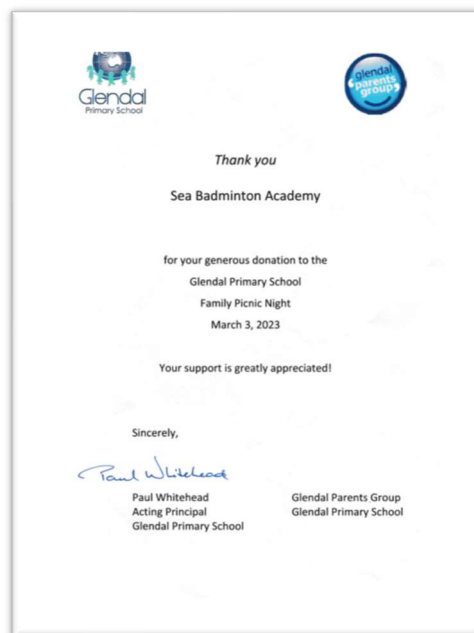 Glendal
Primary School
glendal
parents
group
Thank you
Sea Badminton Academy
for your generous donation to the
Glendal Primary School
Family Picnic Night
March 3, 2023
Your support is greatly appreciated!
Sincerely,
Paul Whitehead
Paul Whitehead
Acting Principal
Glendal Primary School
Glendal Parents Group
Glendal Primary School